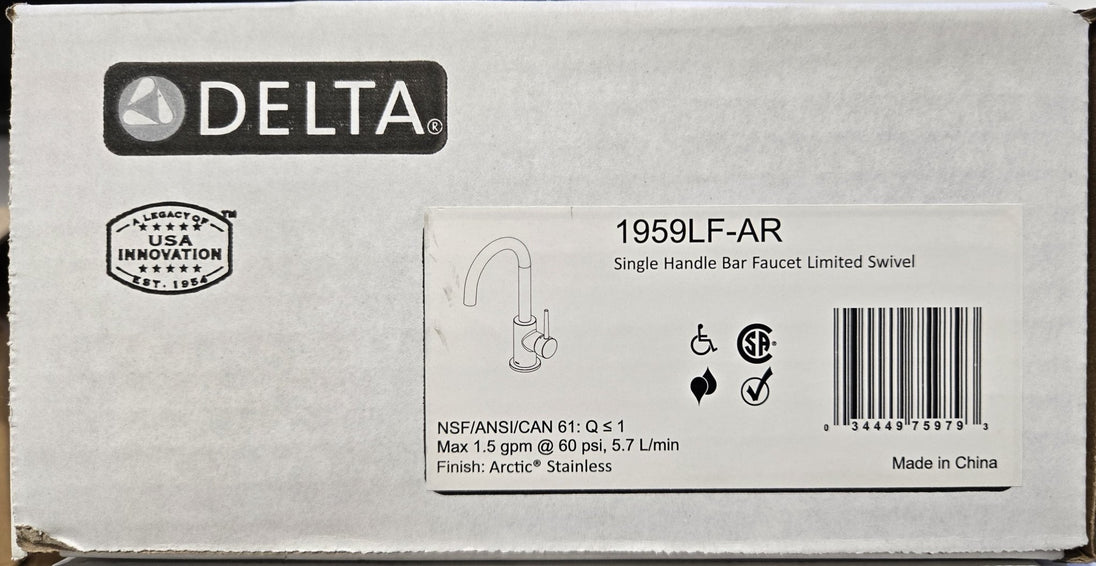 DELTA®
A LEGACY OF ™
USA
INNOVATION
EST. 1954
1959LF-AR
Single Handle Bar Faucet Limited Swivel
SA®
NSF/ANSI/CAN 61: Q ≤ 1
Max 1.5 gpm @ 60 psi, 5.7 L/min
Finish: Arctic® Stainless
0 34449 75979 3
Made in China